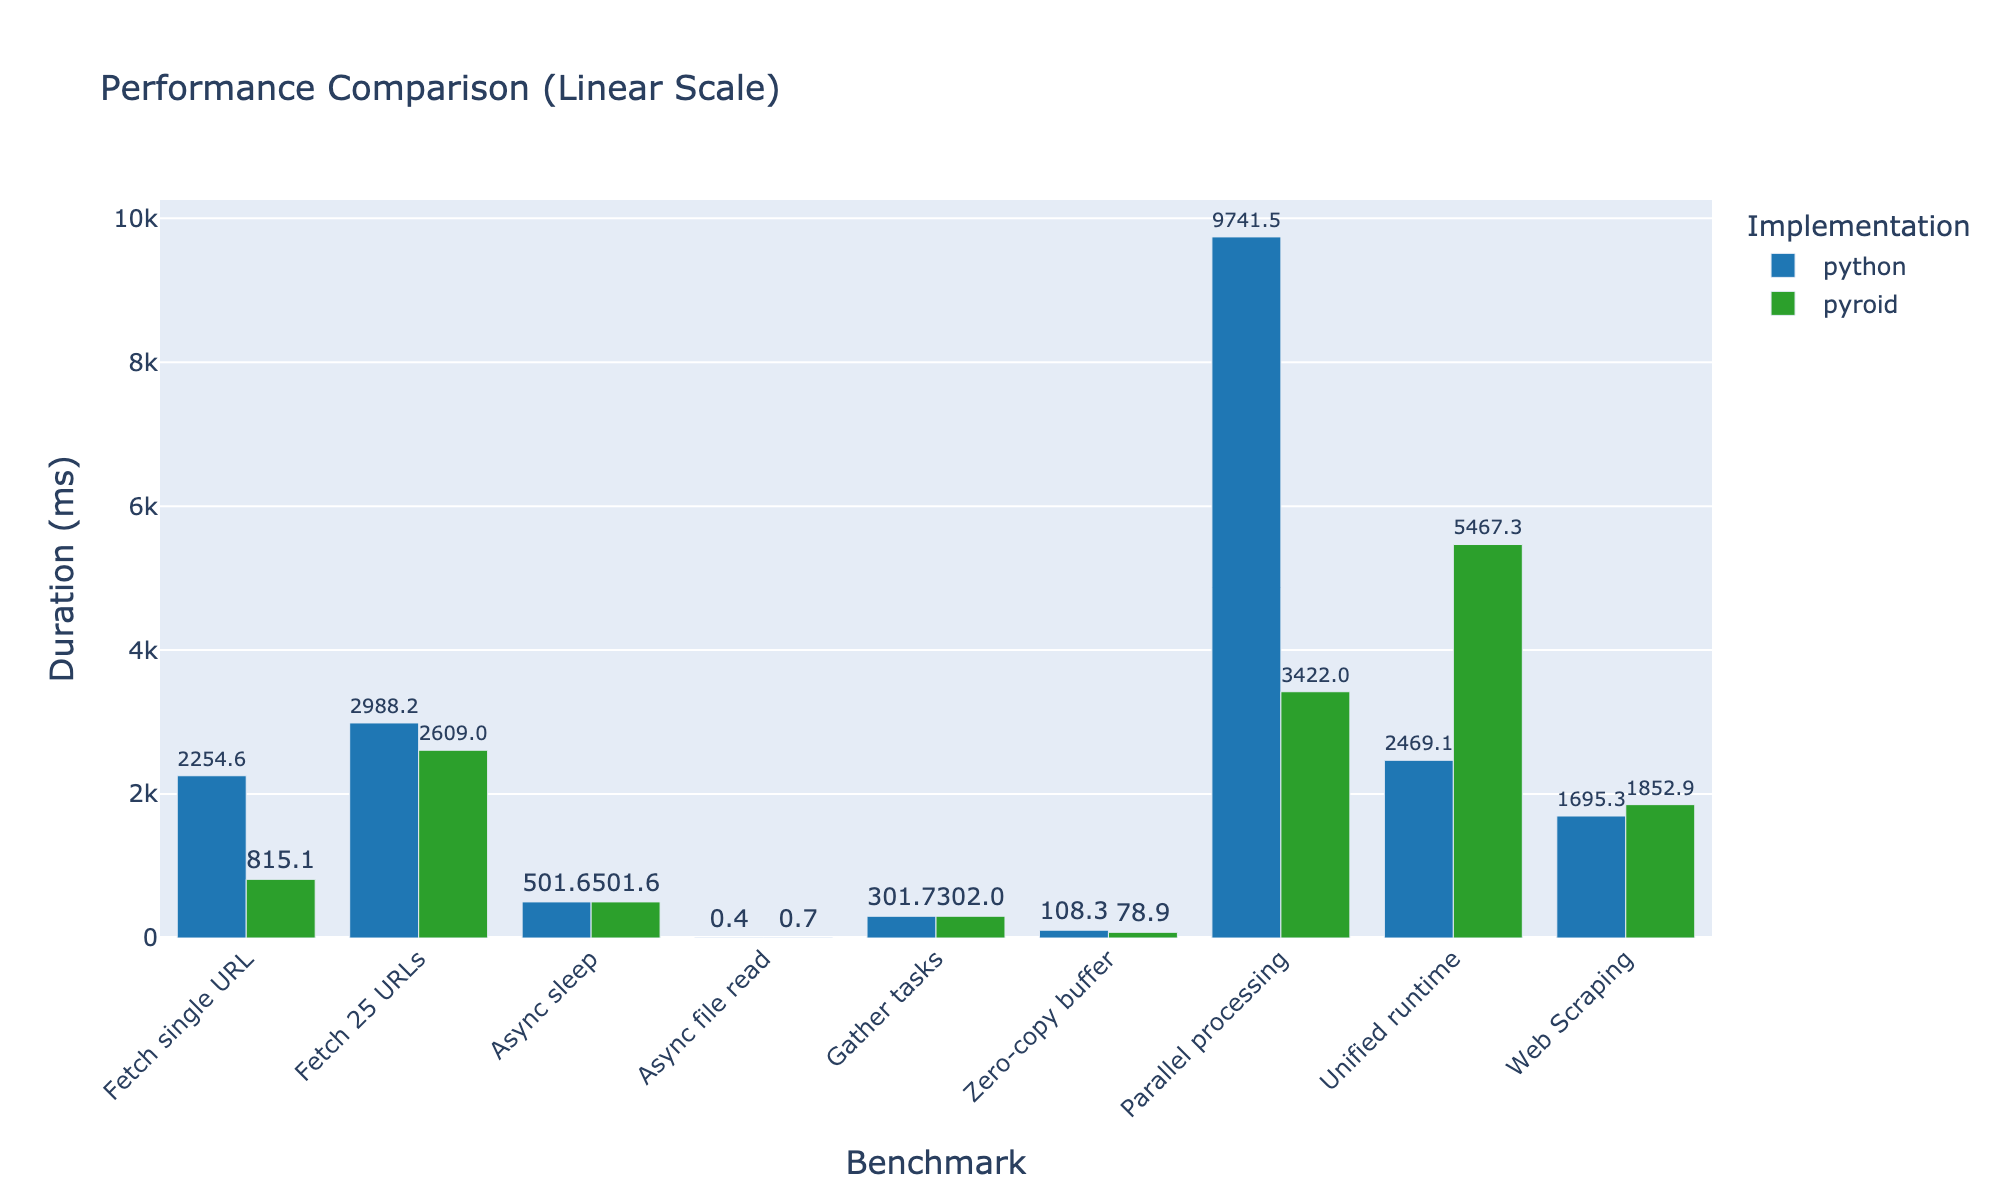 Performance Comparison (Linear Scale)
Implementation
python
pyroid
Duration (ms)
10k
8k
6k
4k
2k
0
2254.6
815.1
2988.2
2609.0
501.6
501.6
0.4
0.7
301.7
302.0
108.3
78.9
9741.5
3422.0
2469.1
5467.3
1695.3
1852.9
Fetch single URL
Fetch 25 URLs
Async sleep
Async file read
Gather tasks
Zero-copy buffer
Parallel processing
Unified runtime
Web Scraping
Benchmark